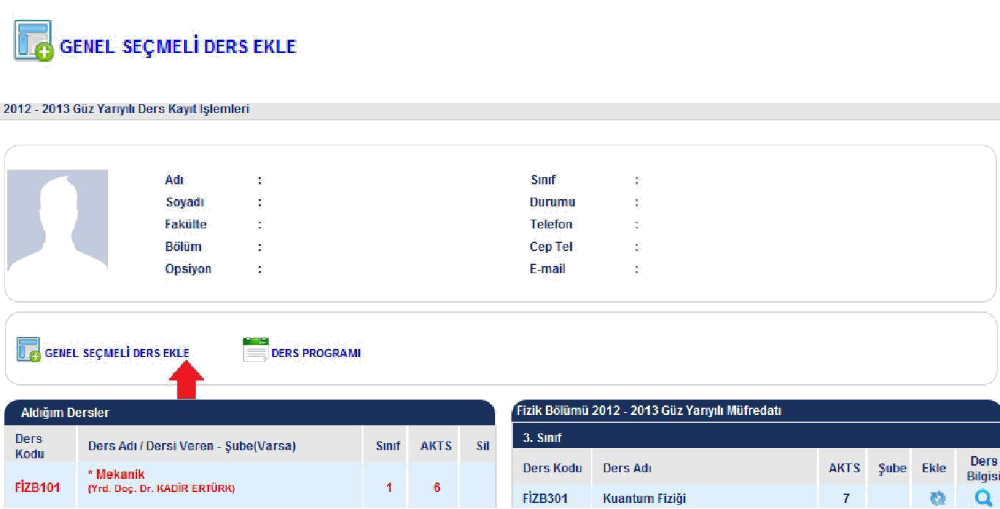 GENEL SEÇMELİ DERS EKLE
2012 - 2013 Güz Yarıyılı Ders Kayıt İşlemleri
Adı :
Soyadı :
Fakülte :
Bölüm :
Opsiyon :
Sınıf :
Durumu :
Telefon :
Cep Tel :
E-mail :
GENEL SEÇMELİ DERS EKLE
DERS PROGRAMI
Aldığım Dersler
Ders Kodu
Ders Adı / Dersi Veren - Şube(Varsa)
Sınıf
AKTS
Sil
FİZB101
* Mekanik
(Yrd. Doç. Dr. KADİR ERTÜRK)
1
6
Fizik Bölümü 2012 - 2013 Güz Yarıyılı Müfredatı
3. Sınıf
Ders Kodu
Ders Adı
AKTS
Şube
Ekle
Ders Bilgisi
FİZB301
Kuantum Fiziği
7